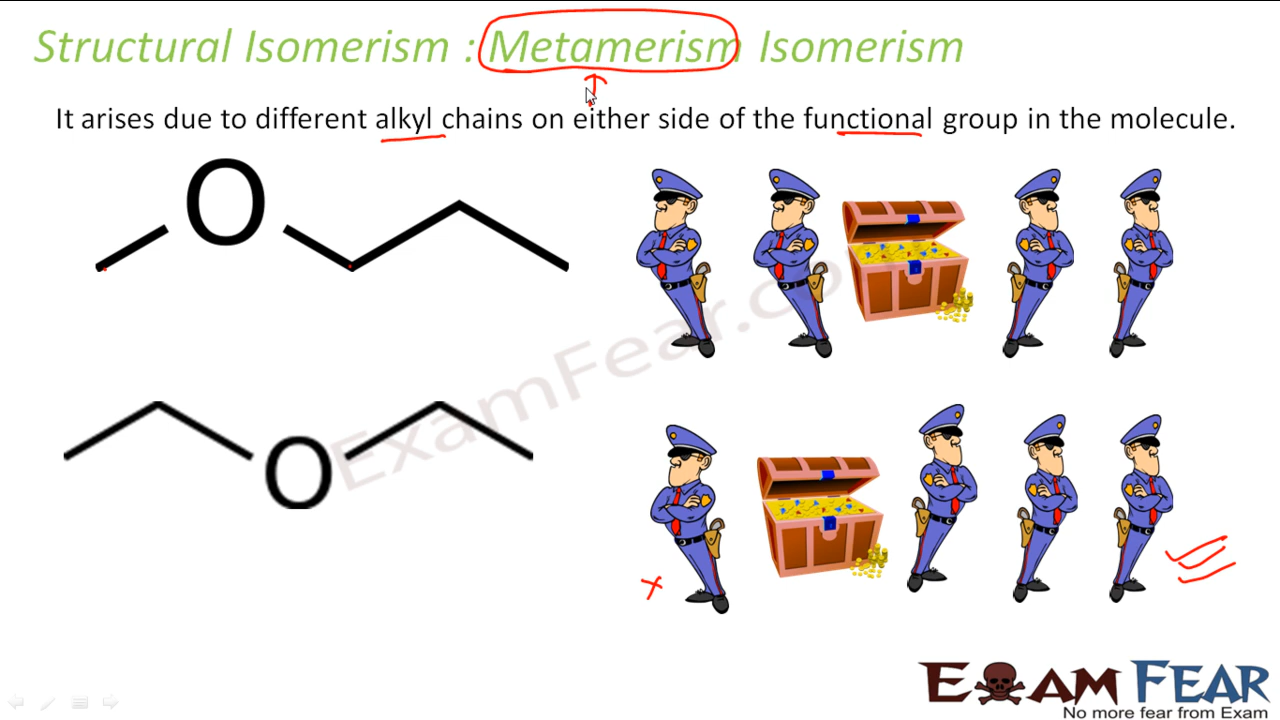 Structural Isomerism : Metamerism Isomerism
It arises due to different alkyl chains on either side of the functional group in the molecule.
O
O
ExamFear.com
EXAM FEAR
No more fear from Exam